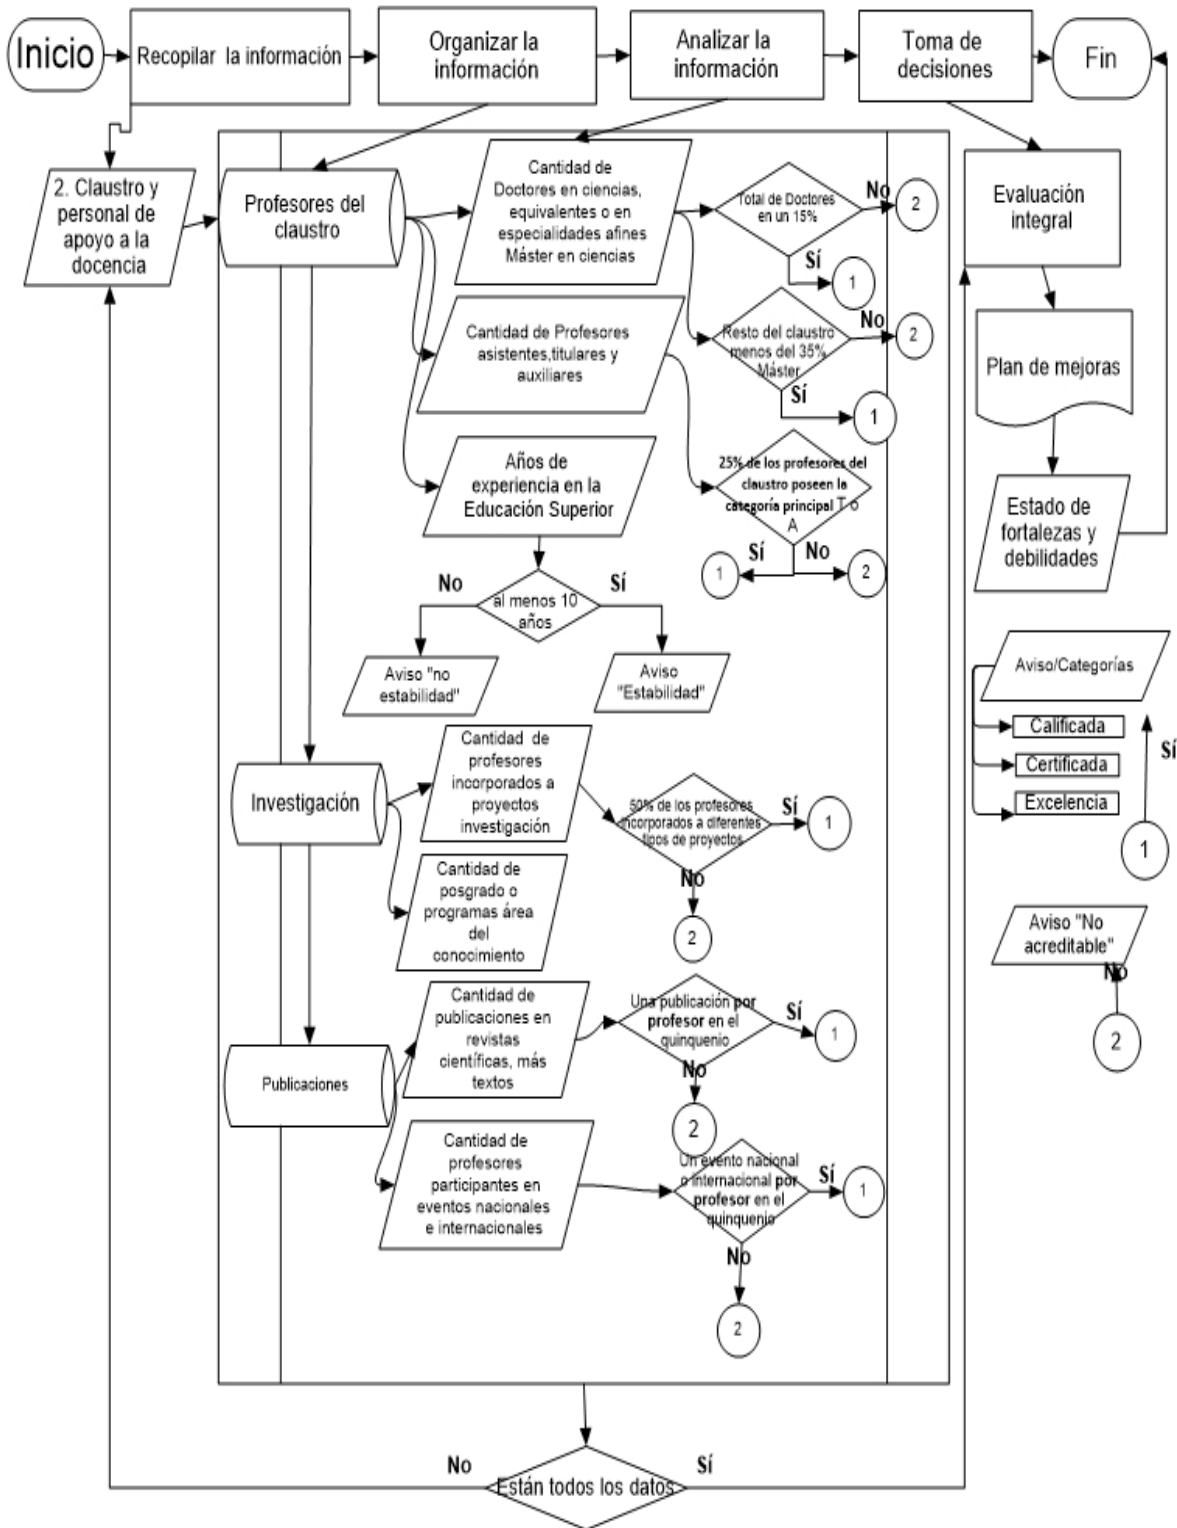 Inicio
Recopilar la información
Organizar la
información
Analizar la
información
Toma de
decisiones
Fin
2. Claustro y
personal de
apoyo a la
docencia
Profesores del
claustro
Cantidad de
Doctores en ciencias,
equivalentes o en
especialidades afines
Máster en ciencias
Total de Doctores
en un 15%
No
2
Sí
1
Evaluación
integral
Cantidad de Profesores
asistentes,titulares y
auxiliares
Resto del claustro
menos del 35%
Máster
No
2
Sí
1
Plan de mejoras
Años de
experiencia en la
Educación Superior
25% de los profesores del
claustro poseen la
categoría principal T o
A
Sí
No
1
2
Estado de
fortalezas y
debilidades
No
Sí
al menos 10
años
Aviso "no
estabilidad"
Aviso
"Estabilidad"
Aviso/Categorías
Calificada
Certificada
Excelencia
Sí
1
Investigación
Cantidad de
profesores
incorporados a
proyectos
investigación
50% de los profesores
incorporados a diferentes
tipos de proyectos
Sí
1
No
2
Cantidad de
posgrado o
programas área
del
conocimiento
Aviso "No
acreditable"
No
2
Publicaciones
Cantidad de
publicaciones en
revistas
científicas, más
textos
Una publicación por
profesor en el
quinquenio
Sí
1
No
2
Cantidad de
profesores
participantes en
eventos nacionales
e internacionales
Un evento nacional
o internacional por
profesor en el
quinquenio
Sí
1
No
2
No
Sí
Están todos los datos